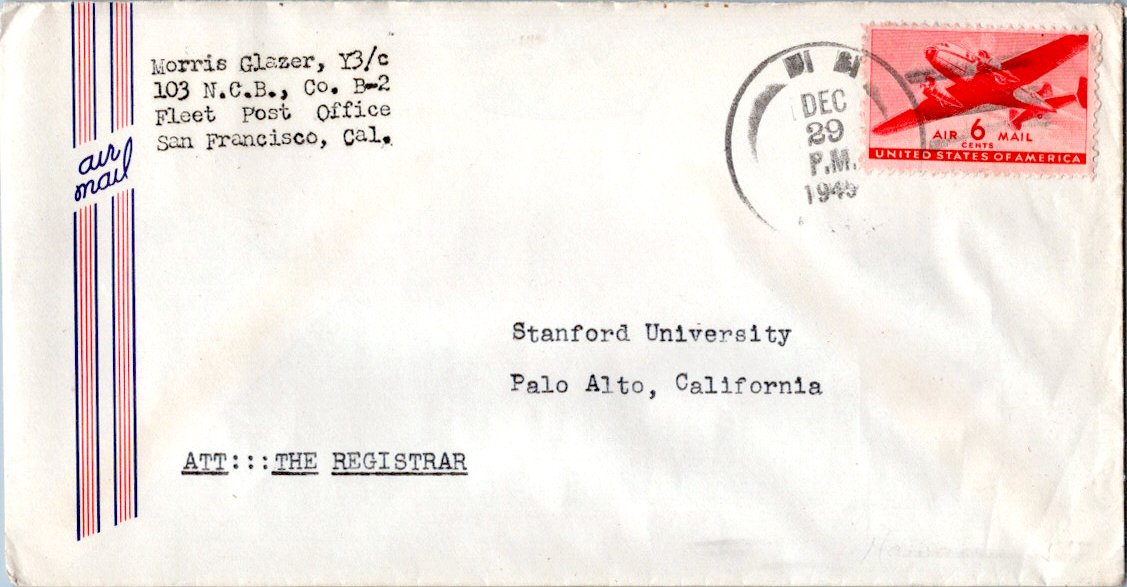 Morris Glazer, Y3/c
103 N.C.B., Co. B-2
Fleet Post Office
San Francisco, Cal.
air
mail
DEC
29
P.M.
1945
AIR 6 MAIL
CENTS
UNITED STATES OF AMERICA
Stanford University
Palo Alto, California
ATT:::THE REGISTRAR